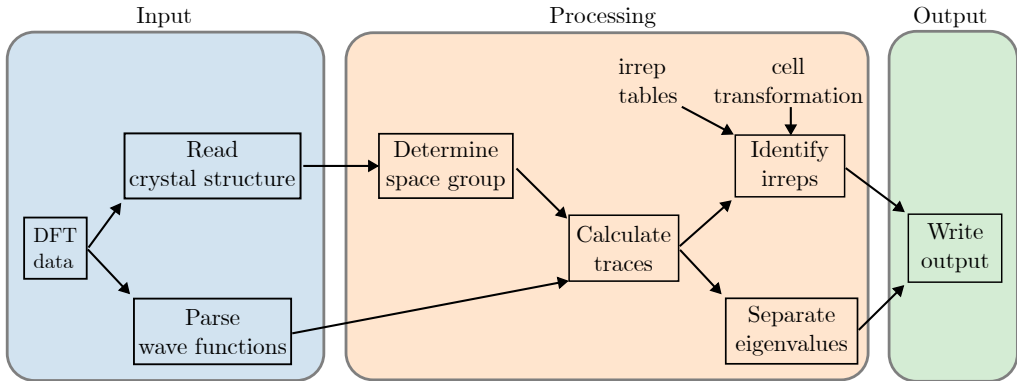 Input
Processing
Output
irrep
tables
cell
transformation
Read
crystal structure
Determine
space group
Identify
irreps
DFT
data
Calculate
traces
Write
output
Parse
wave functions
Separate
eigenvalues